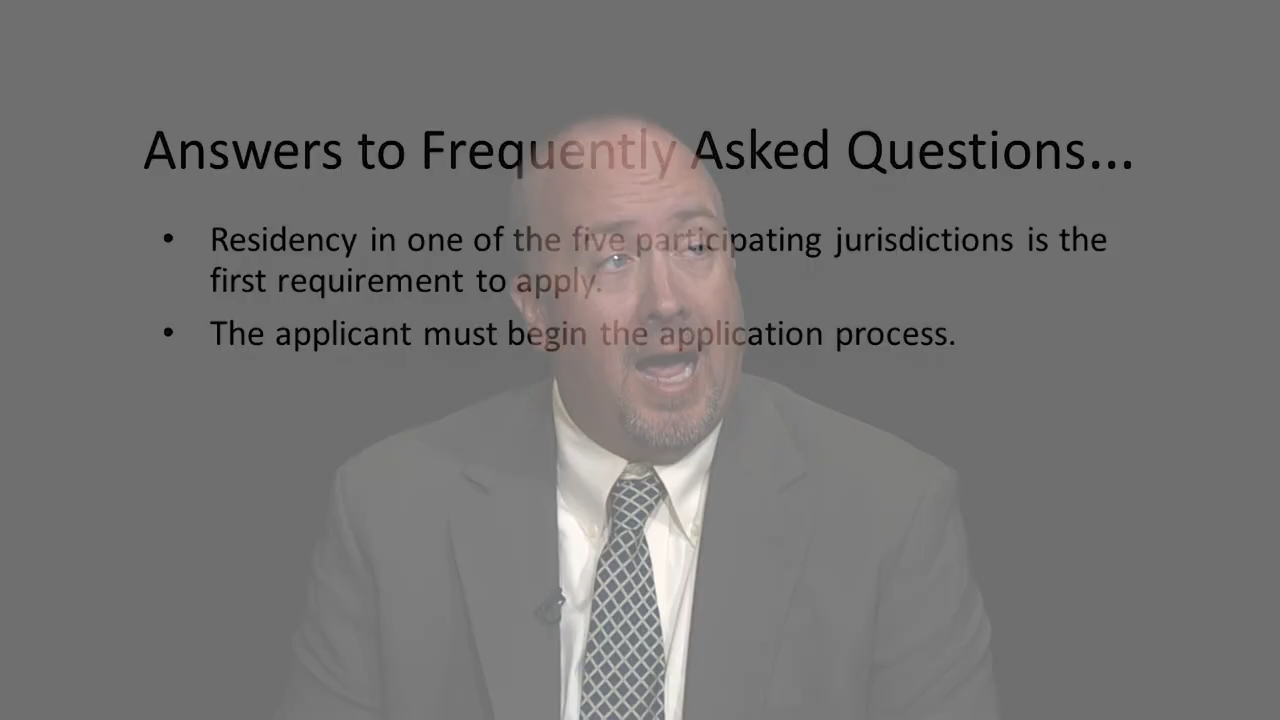 Answers to Frequently Asked Questions...
• Residency in one of the five participating jurisdictions is the
first requirement to apply.
• The applicant must begin the application process.